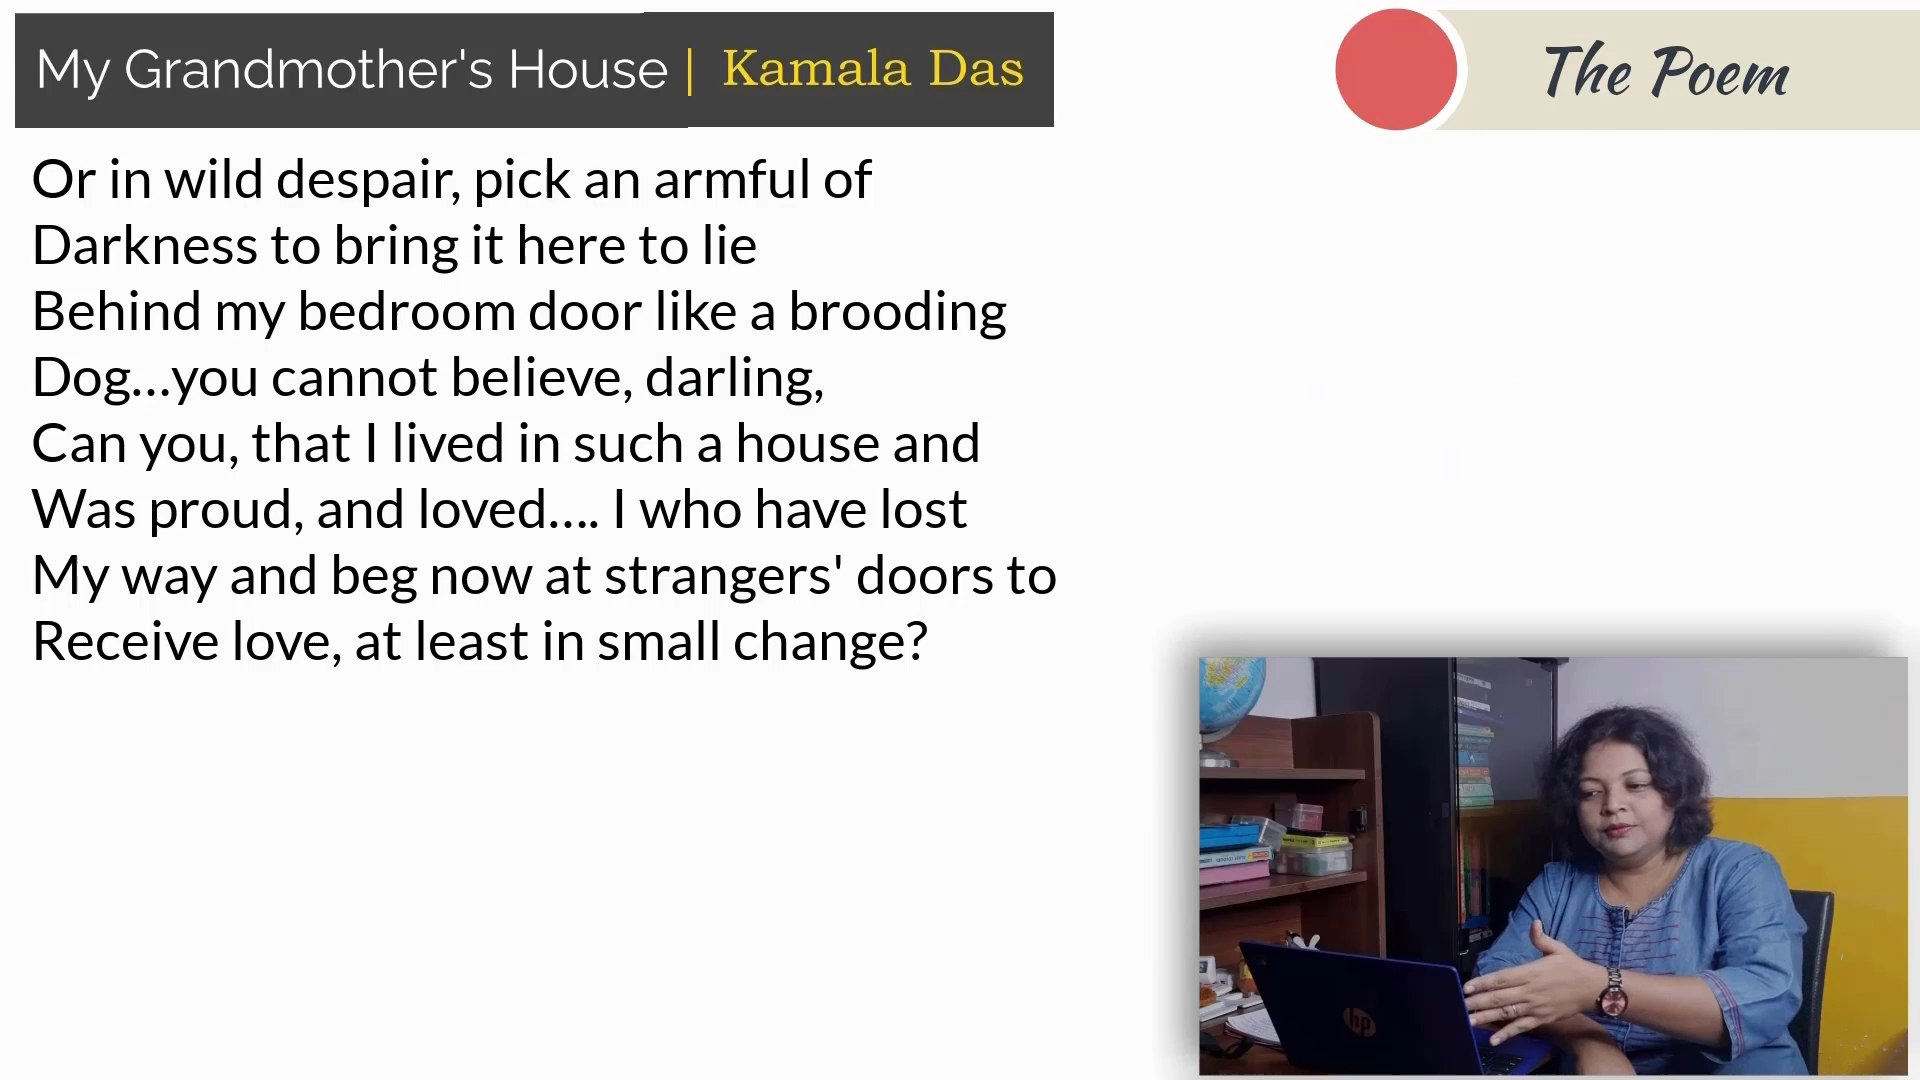 My Grandmother's House | Kamala Das
The Poem
Or in wild despair, pick an armful of
Darkness to bring it here to lie
Behind my bedroom door like a brooding
Dog...you cannot believe, darling,
Can you, that I lived in such a house and
Was proud, and loved.... I who have lost
My way and beg now at strangers' doors to
Receive love, at least in small change?
hp